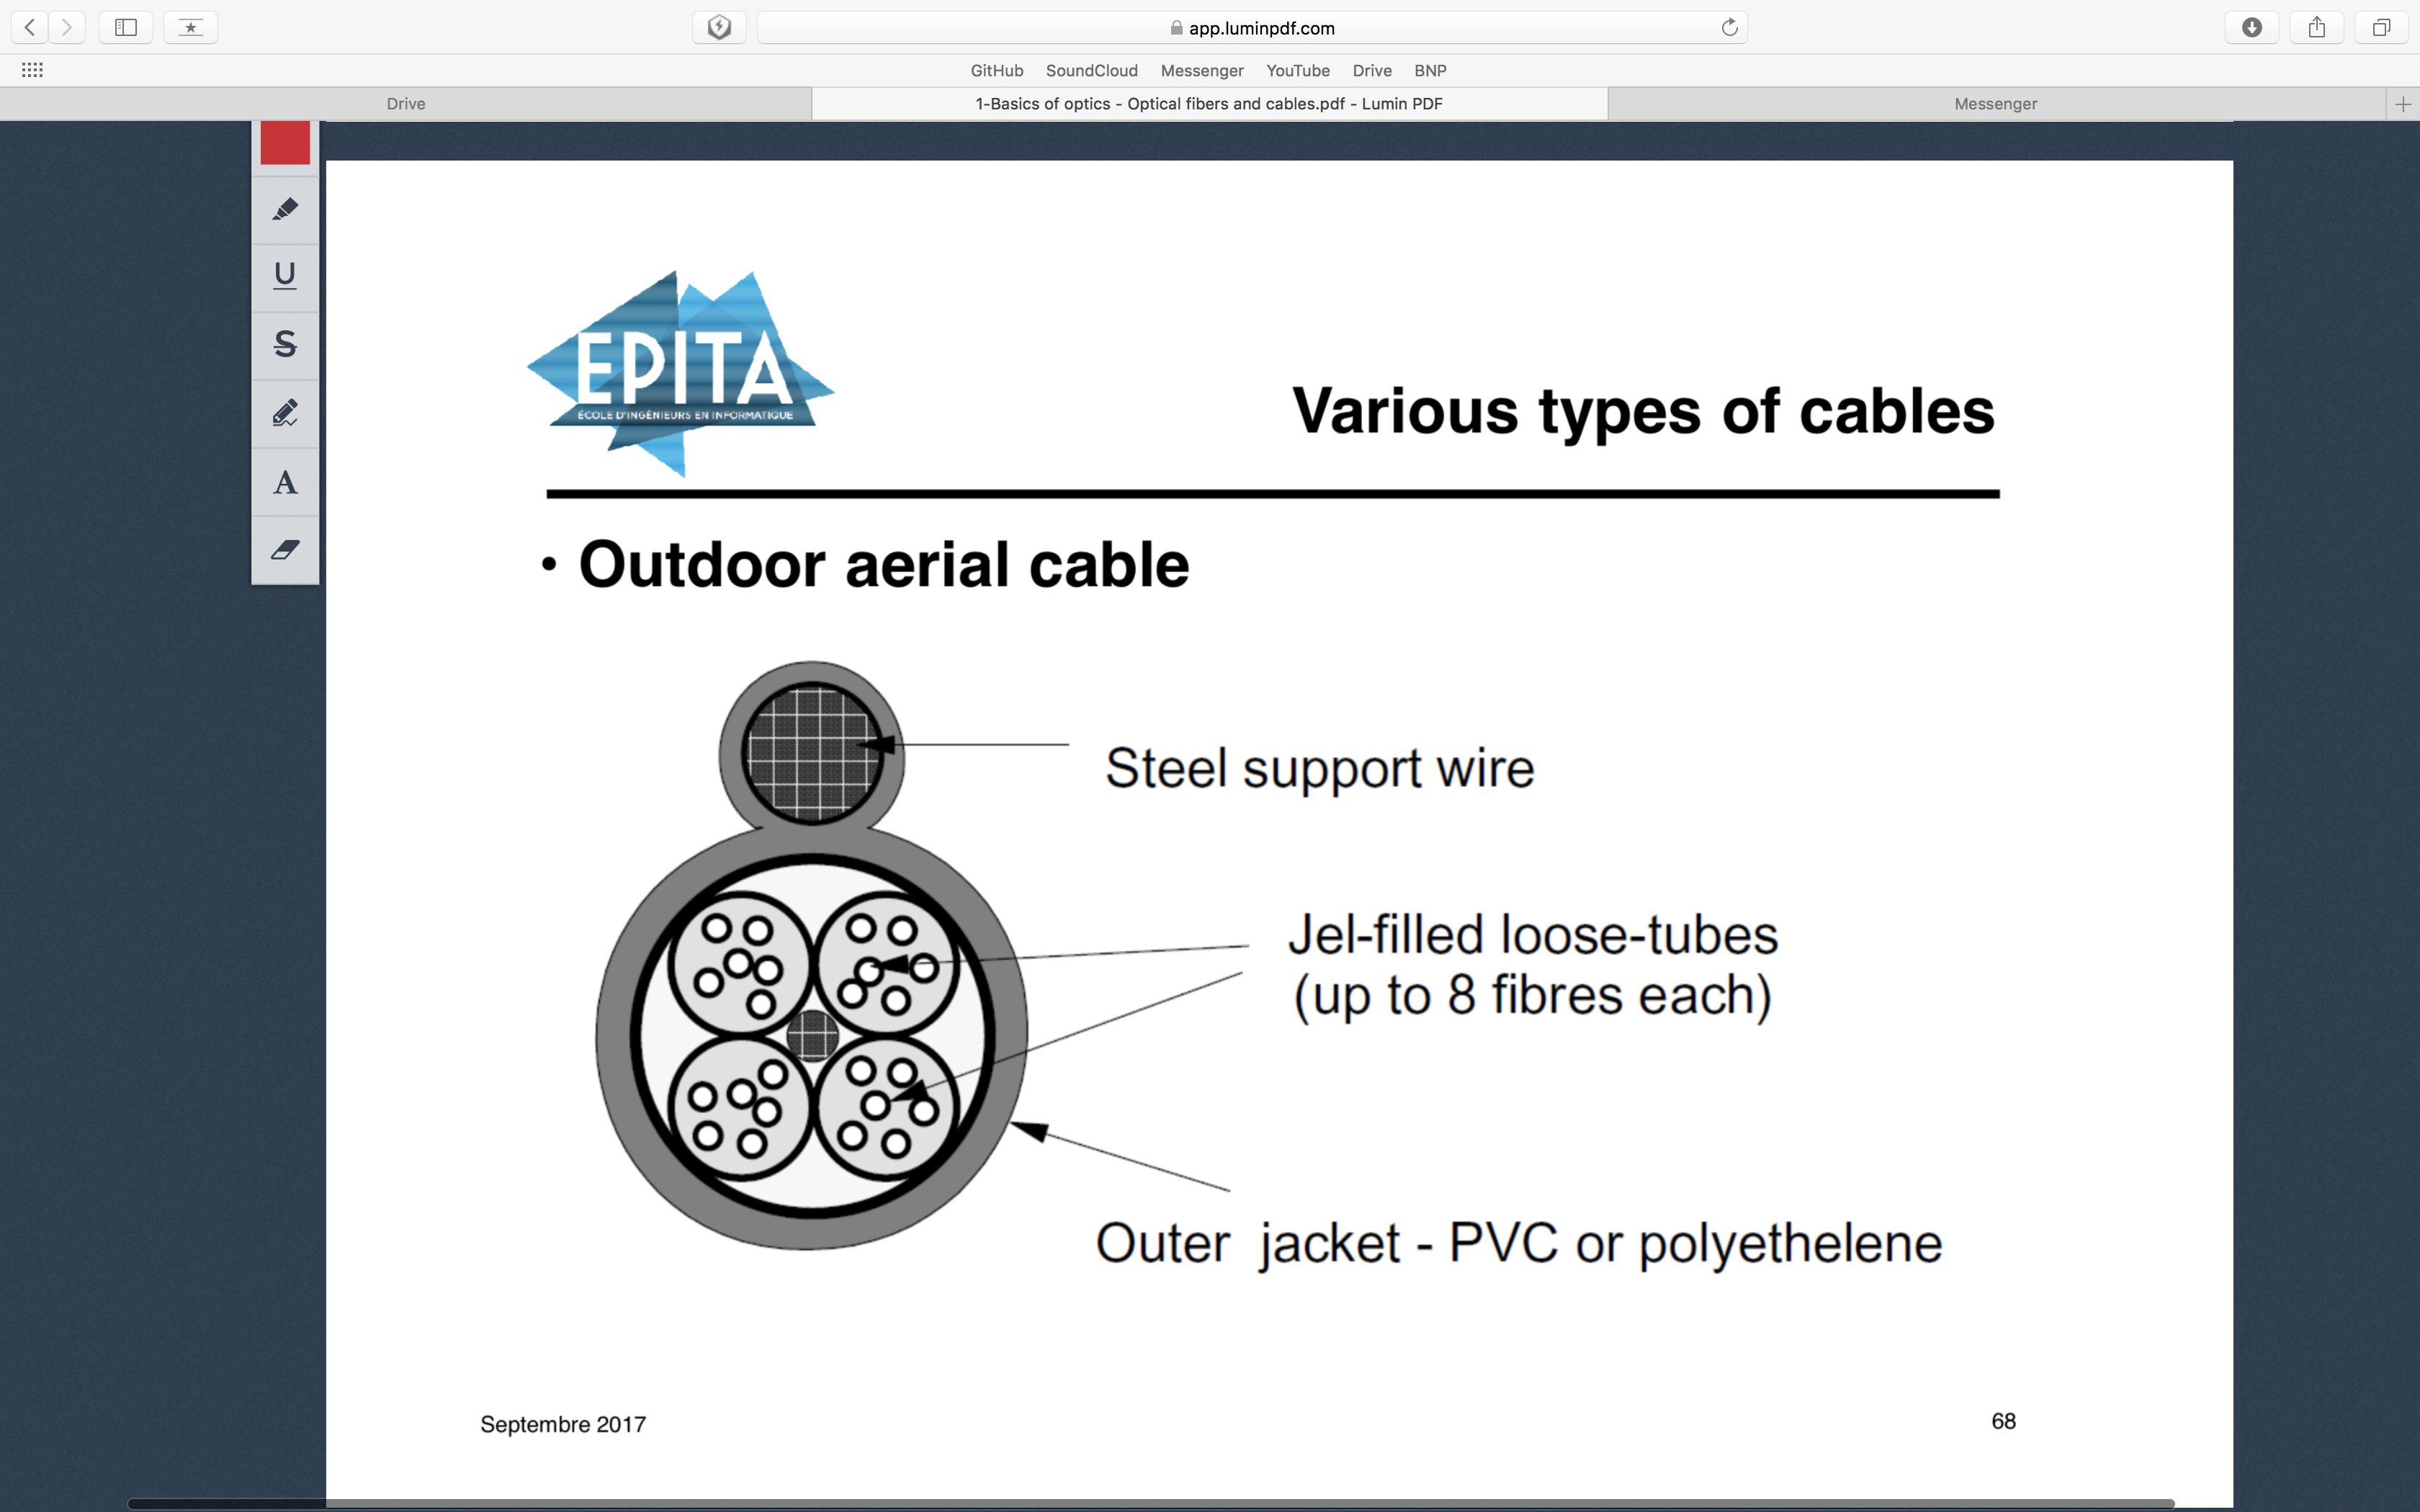 app.luminpdf.com
GitHub SoundCloud Messenger YouTube Drive BNP
Drive
1-Basics of optics - Optical fibers and cables.pdf - Lumin PDF
Messenger
U
S
A
EPITA
ÉCOLE D'INGÉNIEURS EN INFORMATIQUE
Various types of cables
• Outdoor aerial cable
Steel support wire
Jel-filled loose-tubes
(up to 8 fibres each)
Outer jacket - PVC or polyethelene
Septembre 2017
68